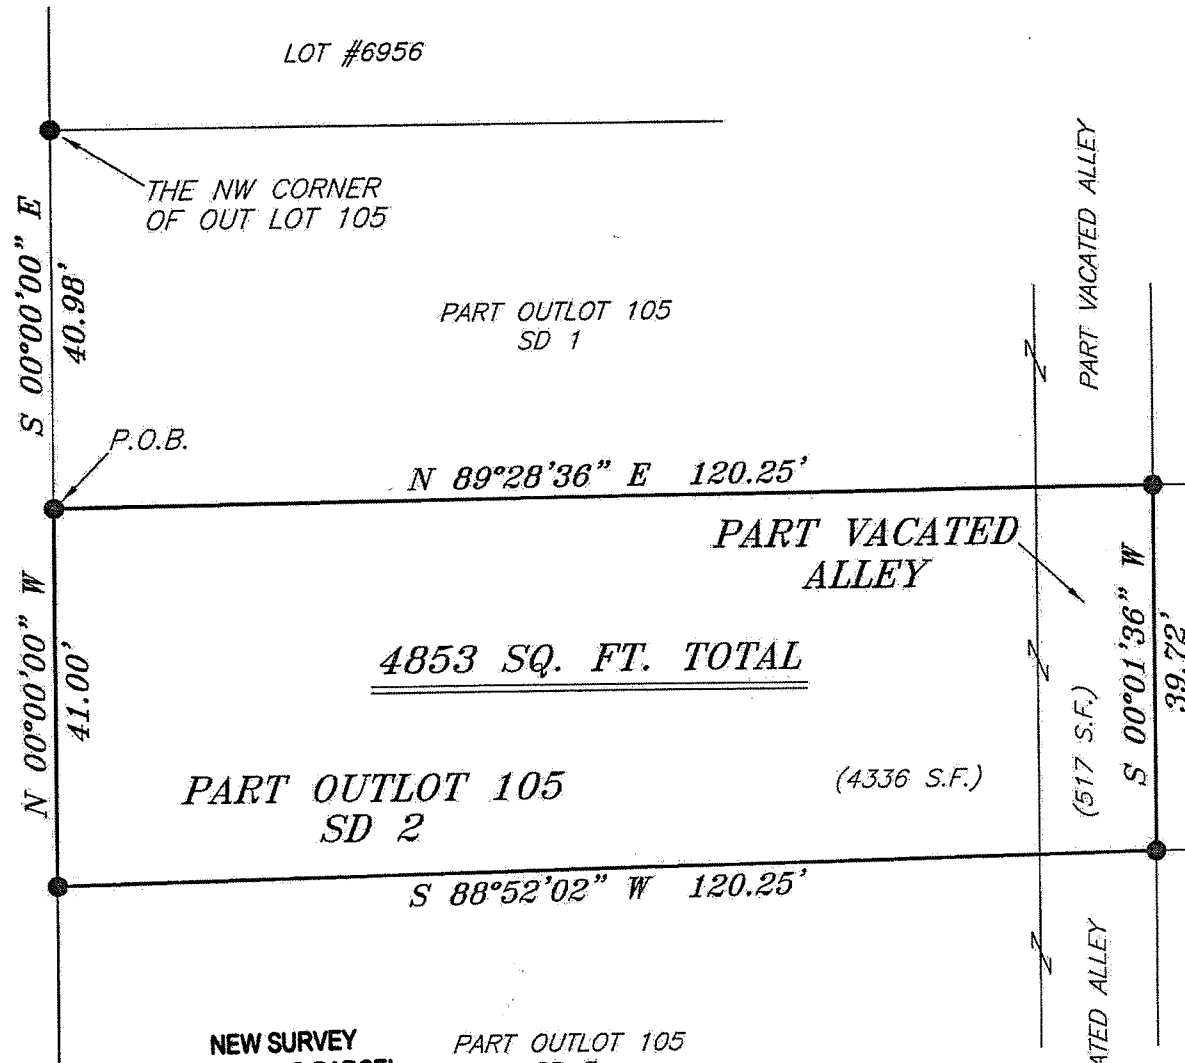 LOT #6956
THE NW CORNER
OF OUT LOT 105
S 00°00'00" E
40.98'
PART VACATED ALLEY
PART OUTLOT 105
SD 1
P.O.B.
N 89°28'36" E 120.25'
PART VACATED
ALLEY
N 00°00'00" W
41.00'
4853 SQ. FT. TOTAL
S 00°01'36" W
39.72'
(517 S.F.)
(4336 S.F.)
PART OUTLOT 105
SD 2
S 88°52'02" W 120.25'
ALLEY
NEW SURVEY
PART OUTLOT 105